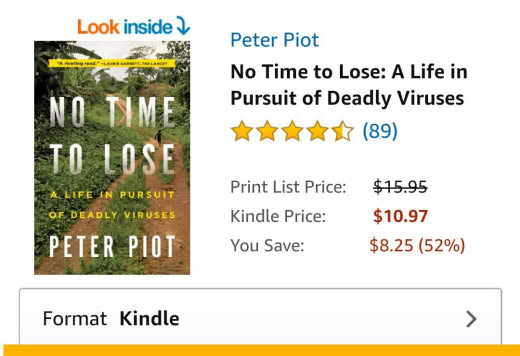 Look inside
"A riveting read." —LAURIE GARRETT, THE LANCET
NO TIME
TO LOSE
A LIFE IN PURSUIT
OF DEADLY VIRUSES
PETER PIOT
Peter Piot
No Time to Lose: A Life in
Pursuit of Deadly Viruses
(89)
Print List Price: $15.95
Kindle Price: $10.97
You Save: $8.25 (52%)
Format Kindle